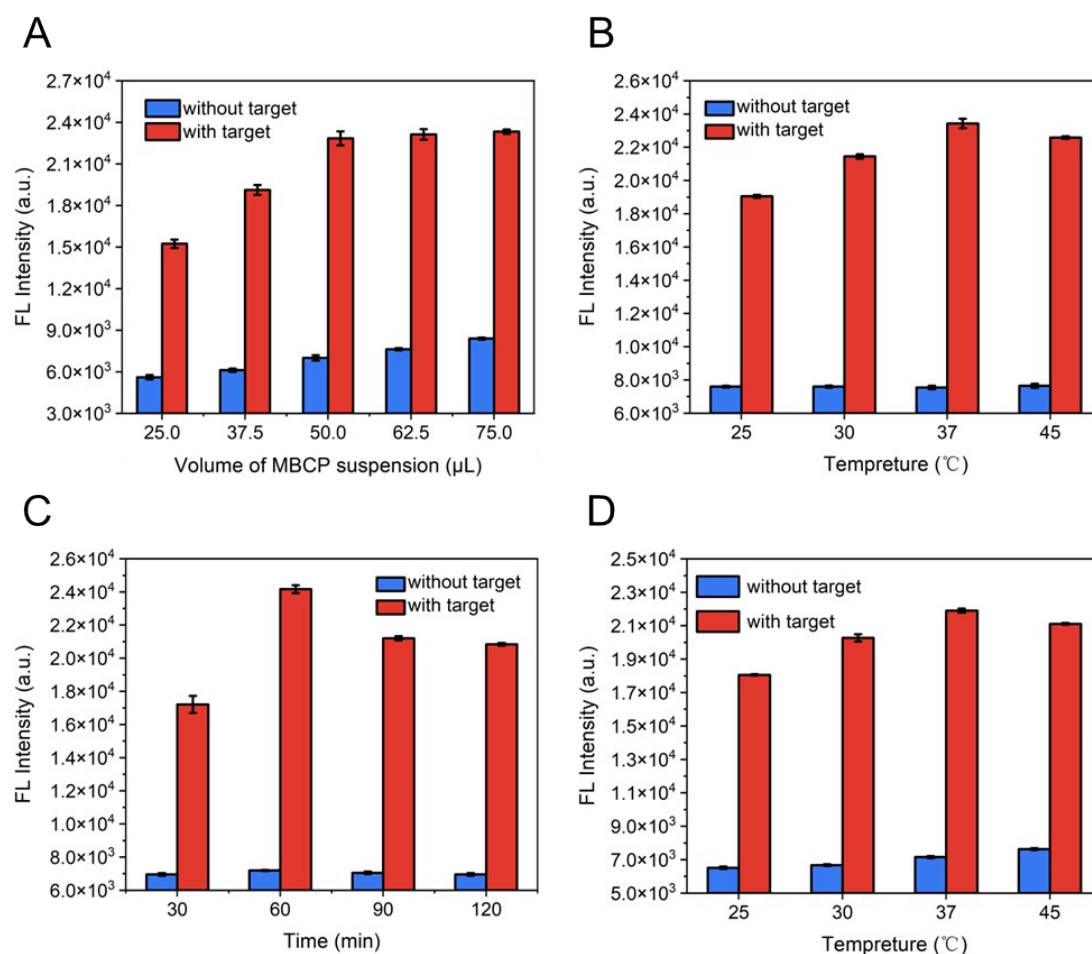 A
FL Intensity (a.u.)
2.7×10⁴
2.4×10⁴
2.1×10⁴
1.8×10⁴
1.5×10⁴
1.2×10⁴
9.0×10³
6.0×10³
3.0×10³
without target
with target
25.0 37.5 50.0 62.5 75.0
Volume of MBCP suspension (μL)
B
FL Intensity (a.u.)
2.6×10⁴
2.4×10⁴
2.2×10⁴
2.0×10⁴
1.8×10⁴
1.6×10⁴
1.4×10⁴
1.2×10⁴
1.0×10⁴
8.0×10³
6.0×10³
without target
with target
25 30 37 45
Tempreture (℃)
C
FL Intensity (a.u.)
2.6×10⁴
2.4×10⁴
2.2×10⁴
2.0×10⁴
1.8×10⁴
1.6×10⁴
1.4×10⁴
1.2×10⁴
1.0×10⁴
8.0×10³
6.0×10³
without target
with target
30 60 90 120
Time (min)
D
FL Intensity (a.u.)
2.5×10⁴
2.3×10⁴
2.1×10⁴
1.9×10⁴
1.7×10⁴
1.5×10⁴
1.3×10⁴
1.1×10⁴
9.0×10³
7.0×10³
5.0×10³
without target
with target
25 30 37 45
Tempreture (℃)